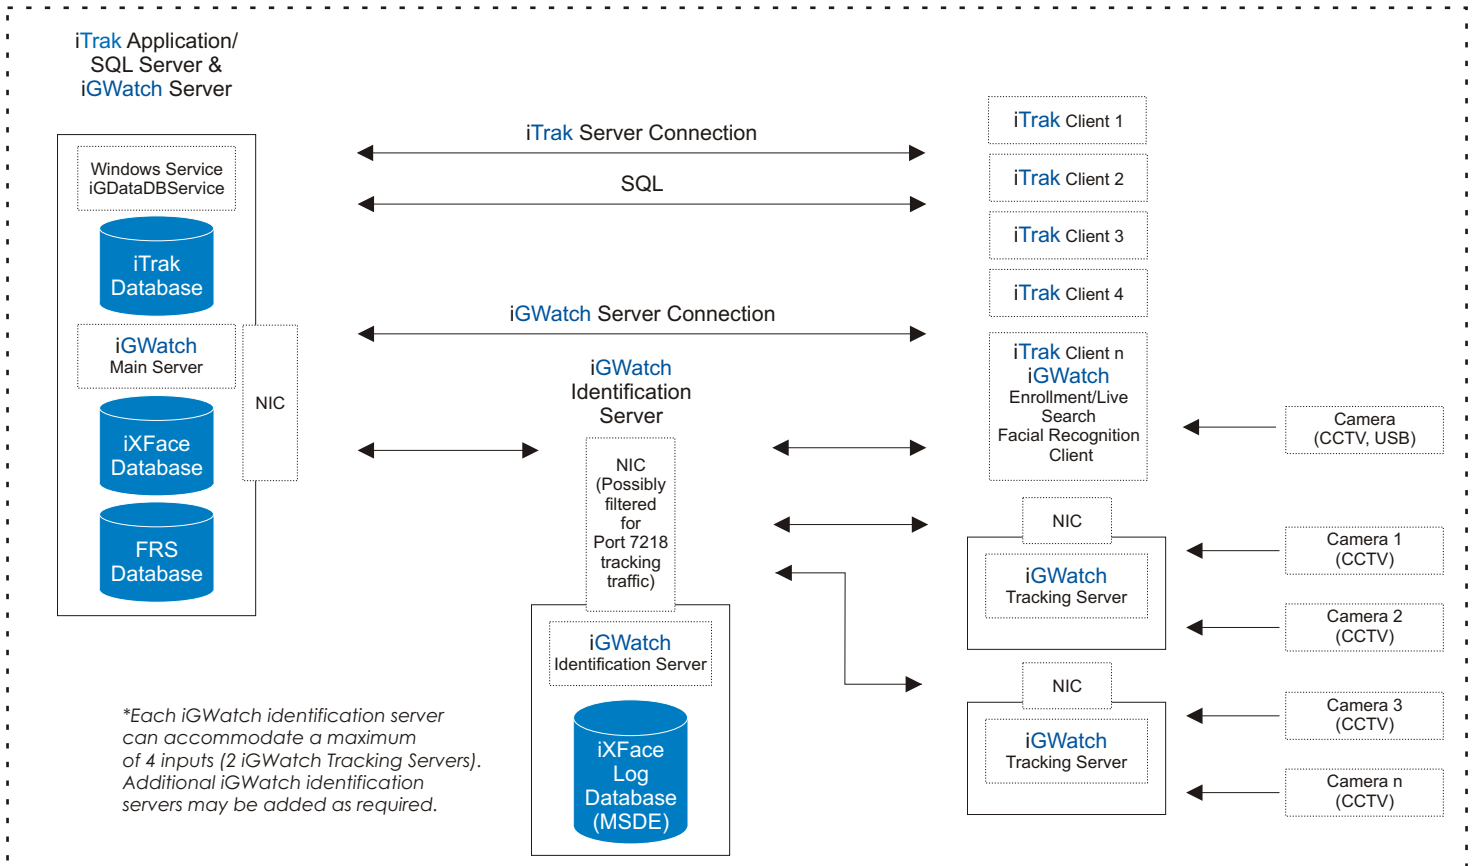 iTrak Application/
SQL Server &
iGWatch Server
Windows Service
iGDataDBService
iTrak
Database
iGWatch
Main Server
NIC
iXFace
Database
FRS
Database
iTrak Server Connection
SQL
iGWatch Server Connection
iGWatch
Identification
Server
NIC
(Possibly
filtered
for
Port 7218
tracking
traffic)
iGWatch
Identification Server
iXFace
Log
Database
(MSDE)
*Each iGWatch identification server
can accommodate a maximum
of 4 inputs (2 iGWatch Tracking Servers).
Additional iGWatch identification
servers may be added as required.
iTrak Client 1
iTrak Client 2
iTrak Client 3
iTrak Client 4
iTrak Client n
iGWatch
Enrollment/Live
Search
Facial Recognition
Client
NIC
iGWatch
Tracking Server
NIC
iGWatch
Tracking Server
Camera
(CCTV, USB)
Camera 1
(CCTV)
Camera 2
(CCTV)
Camera 3
(CCTV)
Camera n
(CCTV)